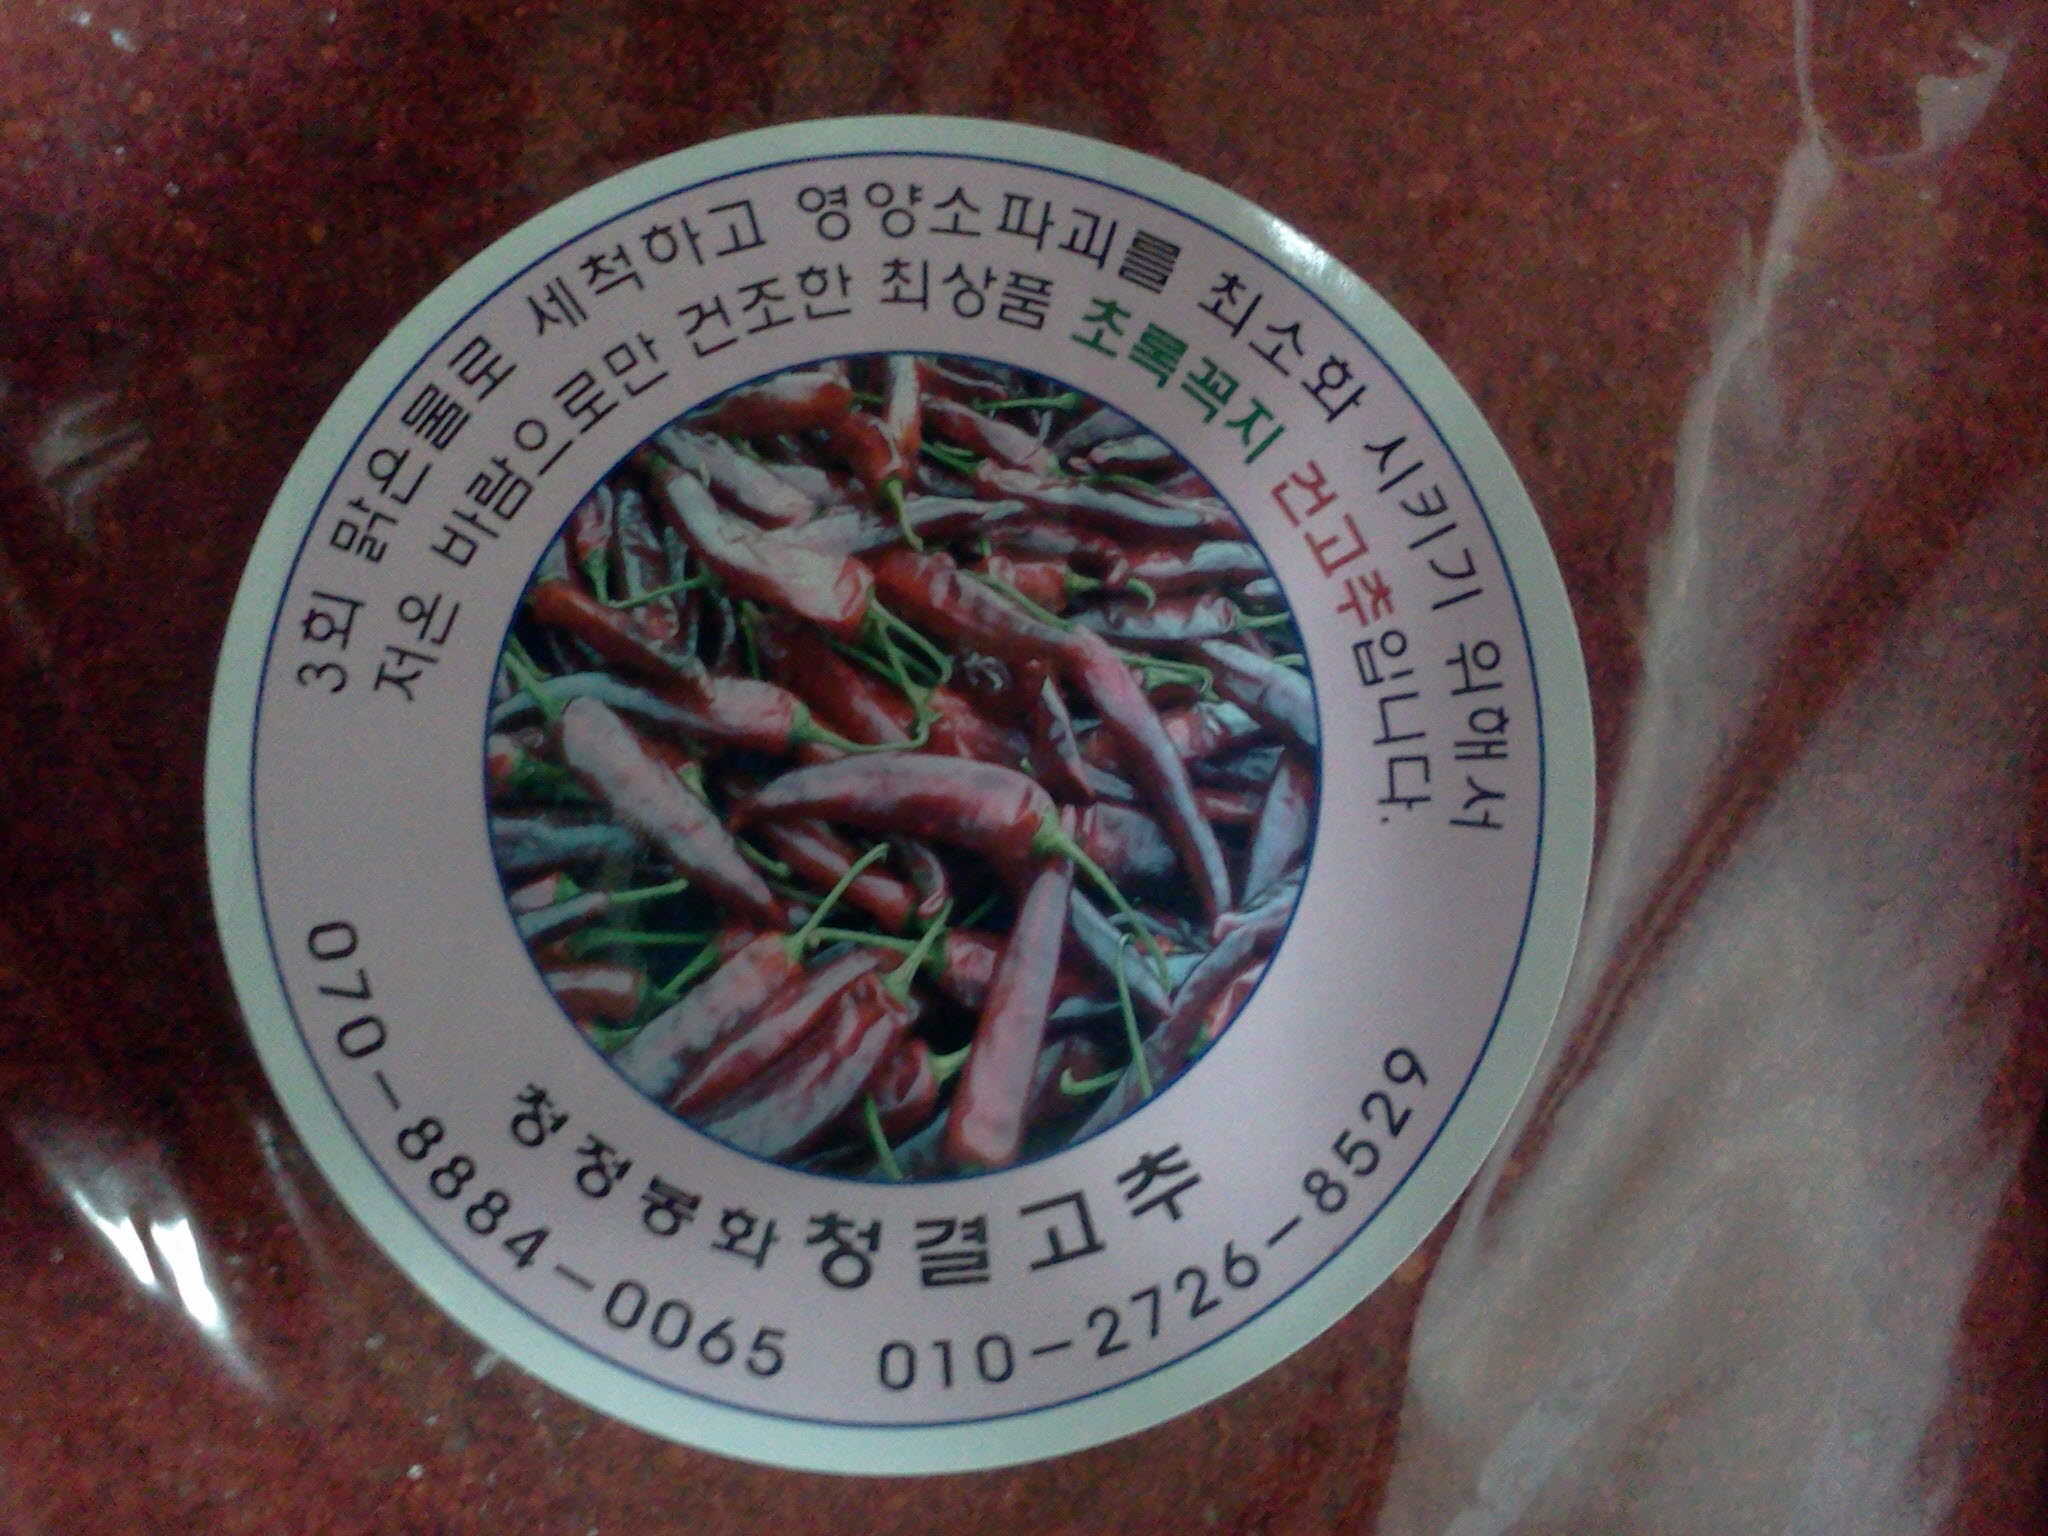 3회 맑은물로 세척하고 영양소파괴를 최소화 시키기 위해서
저온 바람으로만 건조한 최상품 초록꼭지 건고추입니다.
청정봉화 청결고추
070-8884-0065 010-2726-8529